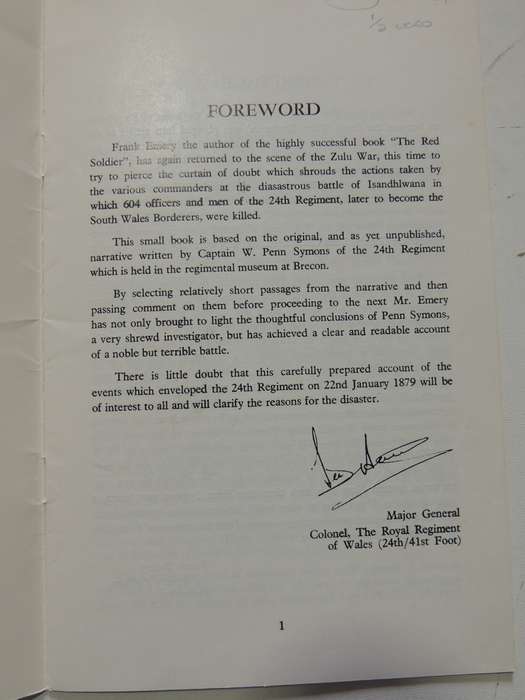 FOREWORD
Frank Emery the author of the highly successful book "The Red
Soldier", has again returned to the scene of the Zulu War, this time to
try to pierce the curtain of doubt which shrouds the actions taken by
the various commanders at the diasastrous battle of Isandhlwana in
which 604 officers and men of the 24th Regiment, later to become the
South Wales Borderers, were killed.
This small book is based on the original, and as yet unpublished,
narrative written by Captain W. Penn Symons of the 24th Regiment
which is held in the regimental museum at Brecon.
By selecting relatively short passages from the narrative and then
passing comment on them before proceeding to the next Mr. Emery
has not only brought to light the thoughtful conclusions of Penn Symons,
a very shrewd investigator, but has achieved a clear and readable account
of a noble but terrible battle.
There is little doubt that this carefully prepared account of the
events which enveloped the 24th Regiment on 22nd January 1879 will be
of interest to all and will clarify the reasons for the disaster.
Major General
Colonel, The Royal Regiment
of Wales (24th/41st Foot)
1